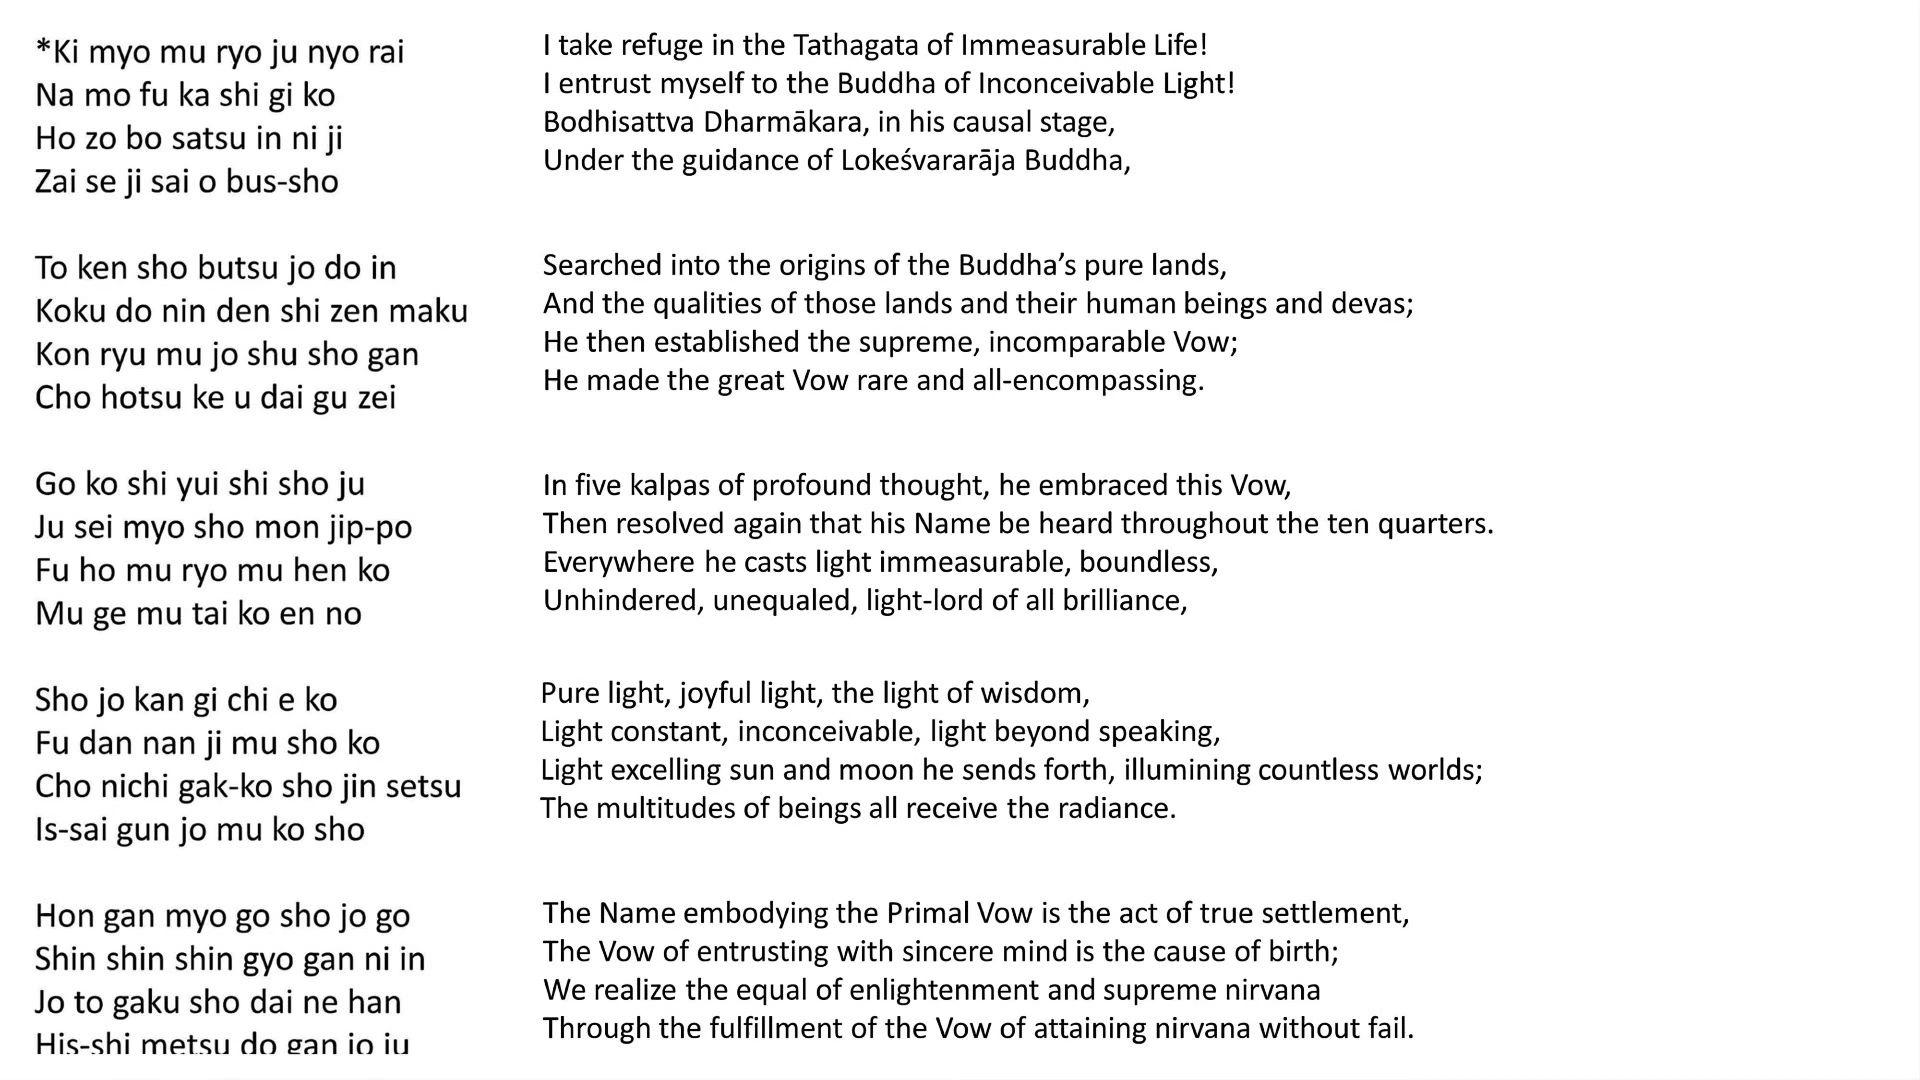 *Ki myo mu ryo ju nyo rai
Na mo fu ka shi gi ko
Ho zo bo satsu in ni ji
Zai se ji sai o bus-sho
To ken sho butsu jo do in
Koku do nin den shi zen maku
Kon ryu mu jo shu sho gan
Cho hotsu ke u dai gu zei
Go ko shi yui shi sho ju
Ju sei myo sho mon jip-po
Fu ho mu ryo mu hen ko
Mu ge mu tai ko en no
Sho jo kan gi chi e ko
Fu dan nan ji mu sho ko
Cho nichi gak-ko sho jin setsu
Is-sai gun jo mu ko sho
Hon gan myo go sho jo go
Shin shin shin gyo gan ni in
Jo to gaku sho dai ne han
His-shi metsu do gan jo ju
I take refuge in the Tathagata of Immeasurable Life!
I entrust myself to the Buddha of Inconceivable Light!
Bodhisattva Dharmākara, in his causal stage,
Under the guidance of Lokeśvararāja Buddha,
Searched into the origins of the Buddha’s pure lands,
And the qualities of those lands and their human beings and devas;
He then established the supreme, incomparable Vow;
He made the great Vow rare and all-encompassing.
In five kalpas of profound thought, he embraced this Vow,
Then resolved again that his Name be heard throughout the ten quarters.
Everywhere he casts light immeasurable, boundless,
Unhindered, unequaled, light-lord of all brilliance,
Pure light, joyful light, the light of wisdom,
Light constant, inconceivable, light beyond speaking,
Light excelling sun and moon he sends forth, illumining countless worlds;
The multitudes of beings all receive the radiance.
The Name embodying the Primal Vow is the act of true settlement,
The Vow of entrusting with sincere mind is the cause of birth;
We realize the equal of enlightenment and supreme nirvana
Through the fulfillment of the Vow of attaining nirvana without fail.